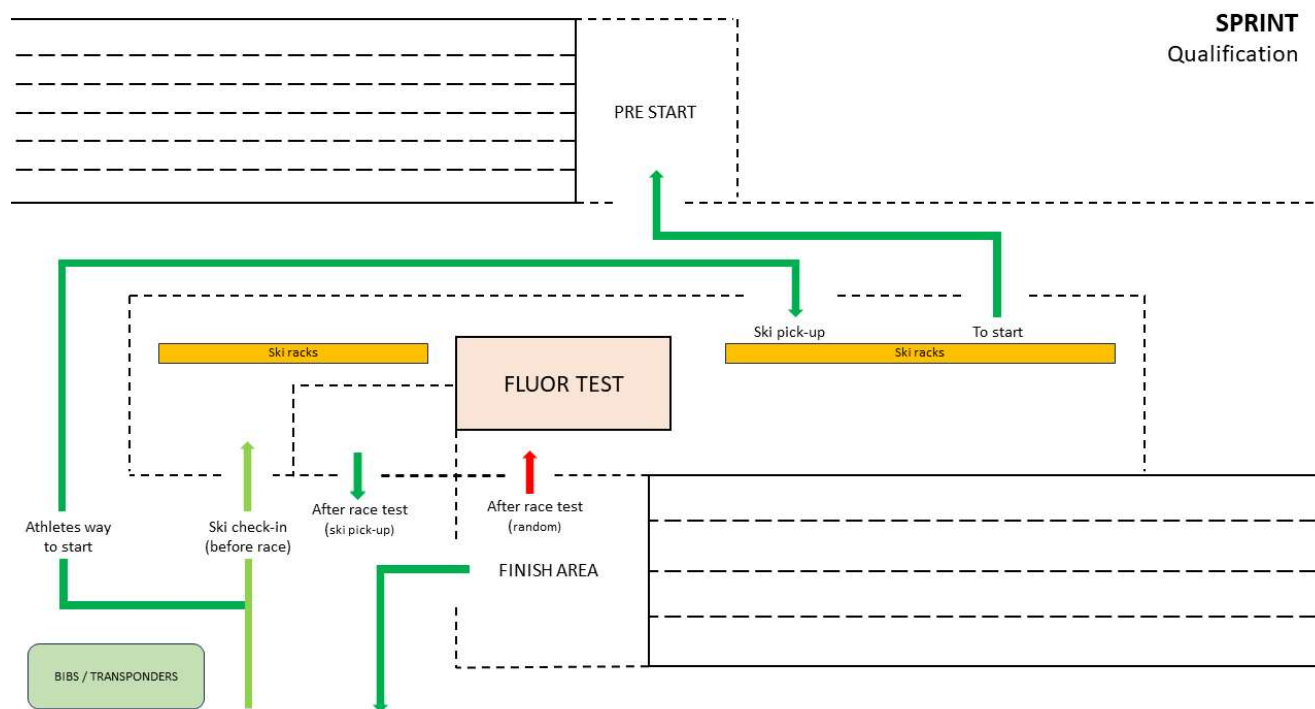 SPRINT
Qualification
PRE START
Ski pick-up
To start
Ski racks
Ski racks
FLUOR TEST
Athletes way
to start
Ski check-in
(before race)
After race test
(ski pick-up)
After race test
(random)
FINISH AREA
BIBS / TRANSPONDERS